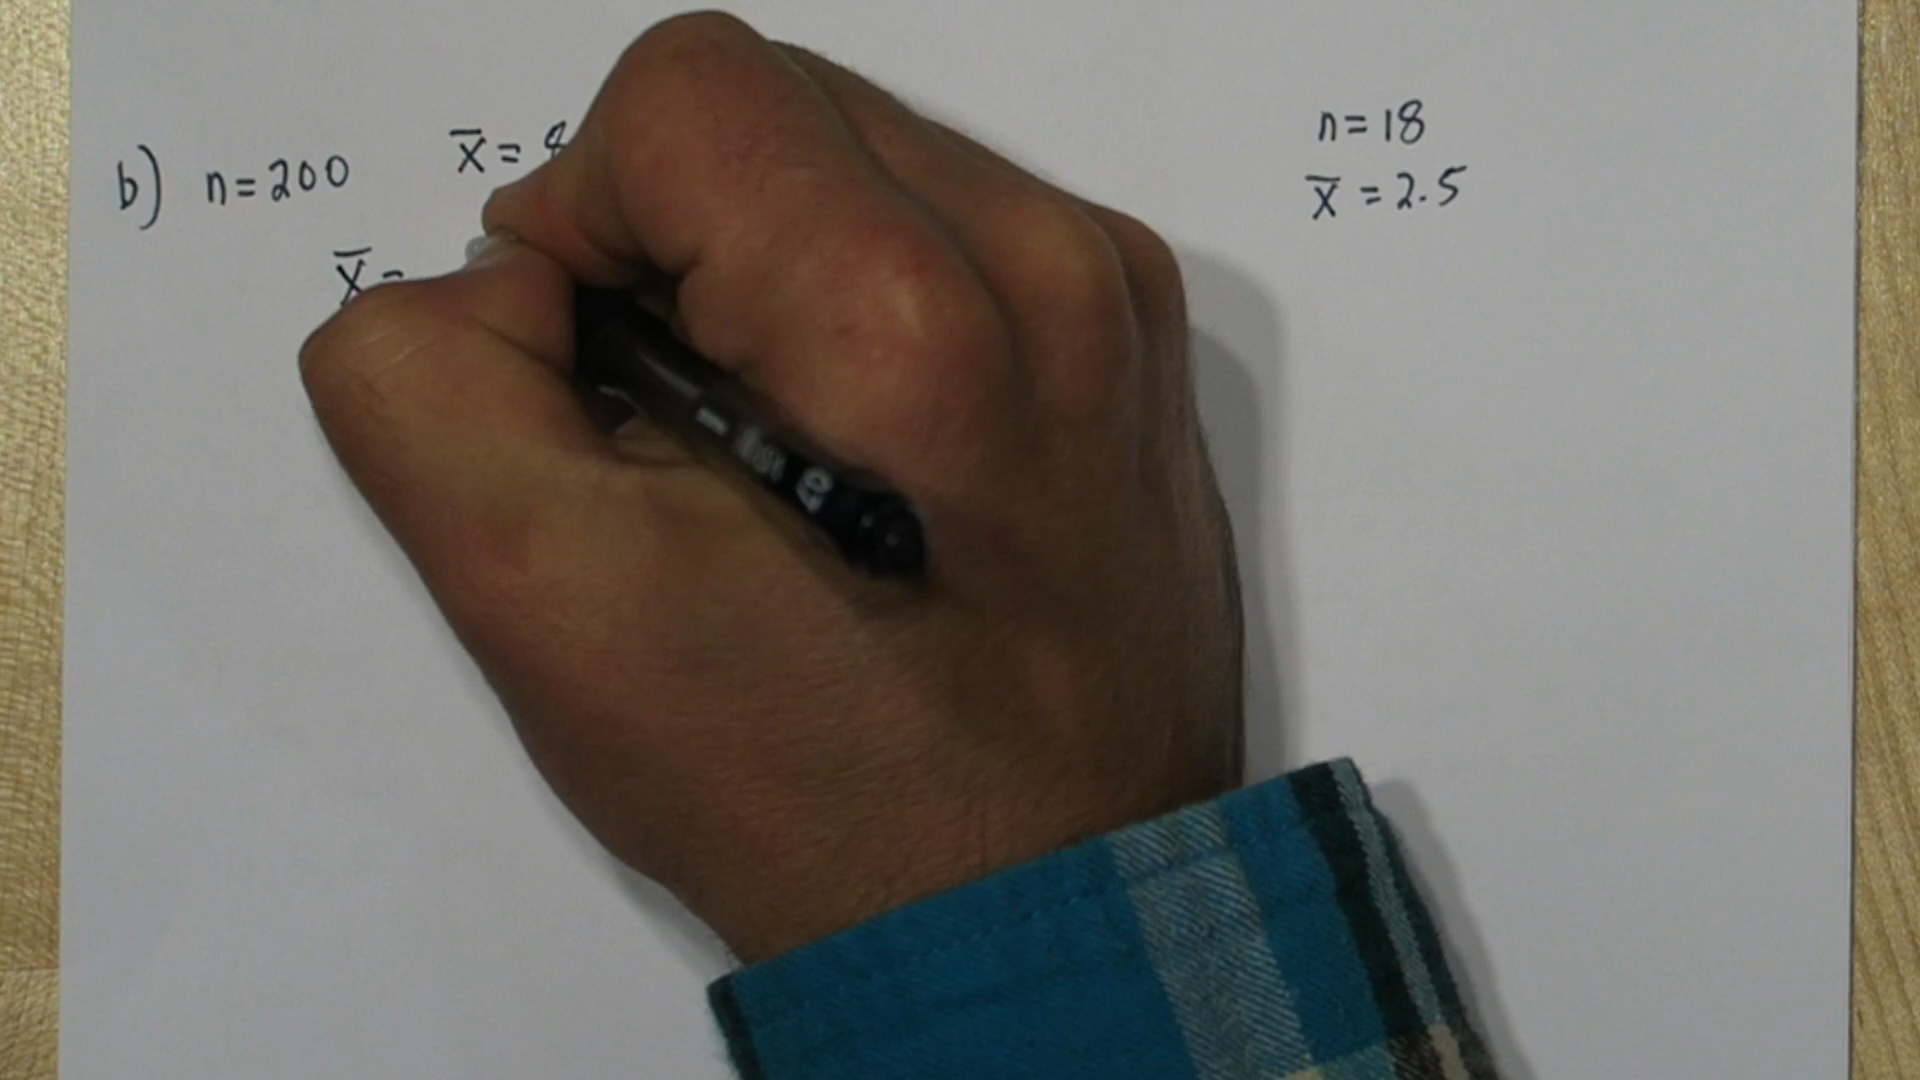 b) n=200 x̄ =
x̄ =
n=18
x̄ = 2.5